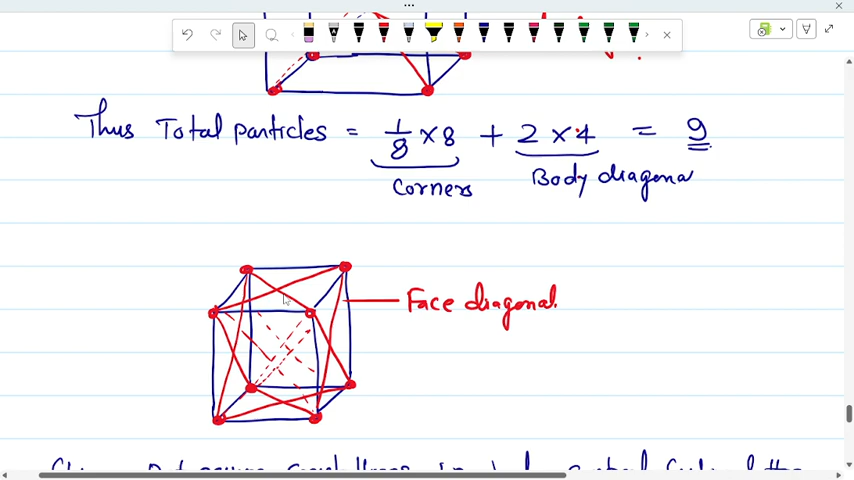 Thus Total particles = 1/8 × 8 + 2 × 4 = 9
Corners Body diagona
Face diagonal.